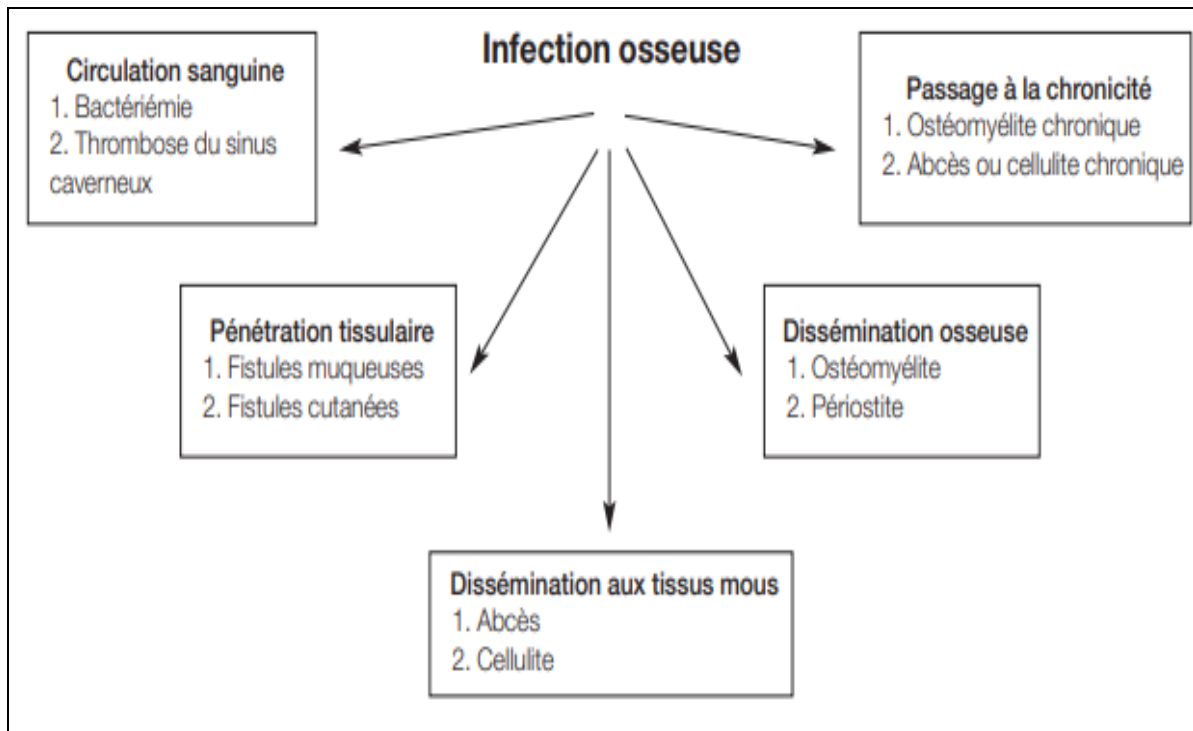 Infection osseuse
Circulation sanguine
1. Bactériémie
2. Thrombose du sinus
caverneux
Passage à la chronicité
1. Ostéomyélite chronique
2. Abcès ou cellulite chronique
Pénétration tissulaire
1. Fistules muqueuses
2. Fistules cutanées
Dissémination osseuse
1. Ostéomyélite
2. Périostite
Dissémination aux tissus mous
1. Abcès
2. Cellulite